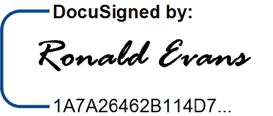 DocuSigned by:
Ronald Evans
1A7A26462B114D7...